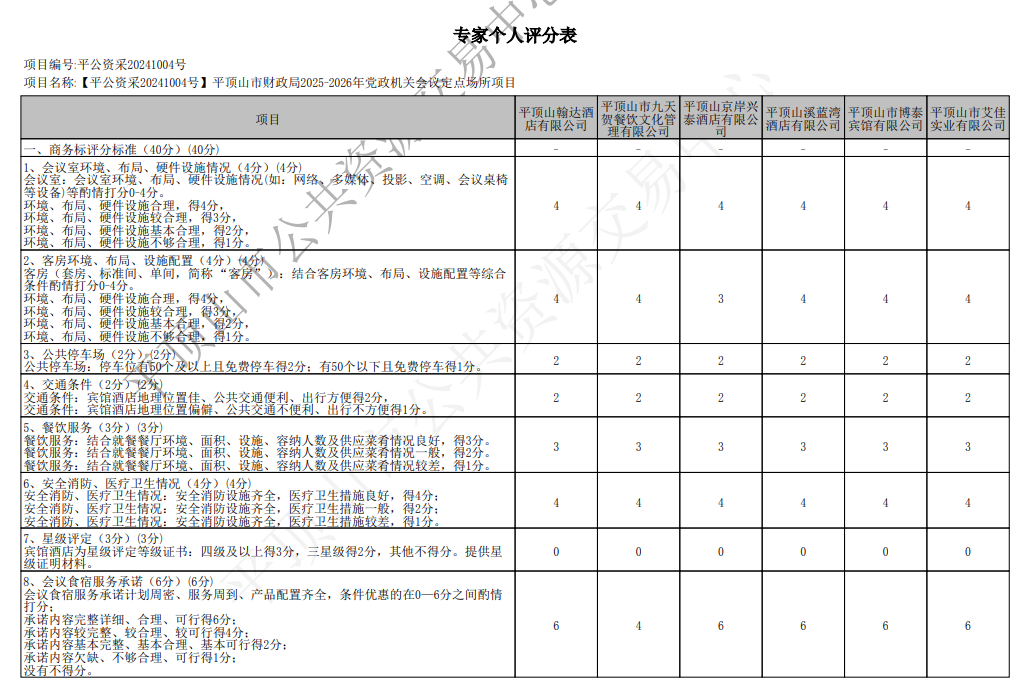 专家个人评分表
项目编号:平公资采20241004号
项目名称:【平公资采20241004号】平顶山市财政局2025-2026年党政机关会议定点场所项目
项目
平顶山翰达酒店有限公司
平顶山市九天贺餐饮文化管理有限公司
平顶山京岸兴泰酒店有限公司
平顶山溪蓝湾酒店有限公司
平顶山市博泰宾馆有限公司
平顶山市艾佳实业有限公司
一、商务标评分标准（40分）(40分) - - - - - -
1、会议室环境、布局、硬件设施情况（4分）(4分)
会议室：会议室环境、布局、硬件设施情况(如：网络、多媒体、投影、空调、会议桌椅
等设备)等酌情打分0-4分。
环境、布局、硬件设施合理，得4分，
环境、布局、硬件设施较合理，得3分，
环境、布局、硬件设施基本合理，得2分，
环境、布局、硬件设施不够合理，得1分。
4 4 4 4 4 4
2、客房环境、布局、设施配置（4分）(4分)
客房（套房、标准间、单间，简称“客房”）：结合客房环境、布局、设施配置等综合
条件酌情打分0-4分。
环境、布局、硬件设施合理，得4分，
环境、布局、硬件设施较合理，得3分，
环境、布局、硬件设施基本合理，得2分，
环境、布局、硬件设施不够合理，得1分。
4 4 3 4 4 4
3、公共停车场（2分）(2分)
公共停车场：停车位有50个及以上且免费停车得2分；有50个以下且免费停车得1分。
2 2 2 2 2 2
4、交通条件（2分）(2分)
交通条件：宾馆酒店地理位置佳、公共交通便利、出行方便得2分，
交通条件：宾馆酒店地理位置偏僻、公共交通不便利、出行不方便得1分。
2 2 2 2 2 2
5、餐饮服务（3分）(3分)
餐饮服务：结合就餐餐厅环境、面积、设施、容纳人数及供应菜肴情况良好，得3分。
餐饮服务：结合就餐餐厅环境、面积、设施、容纳人数及供应菜肴情况一般，得2分。
餐饮服务：结合就餐餐厅环境、面积、设施、容纳人数及供应菜肴情况较差，得1分。
3 3 3 3 3 3
6、安全消防、医疗卫生情况（4分）(4分)
安全消防、医疗卫生情况：安全消防设施齐全，医疗卫生措施良好，得4分；
安全消防、医疗卫生情况：安全消防设施齐全，医疗卫生措施一般，得2分；
安全消防、医疗卫生情况：安全消防设施齐全，医疗卫生措施较差，得1分。
4 4 4 4 4 4
7、星级评定（3分）(3分)
宾馆酒店为星级评定等级证书：四级及以上得3分，三星级得2分，其他不得分。提供星
级证明材料。
0 0 0 0 0 0
8、会议食宿服务承诺（6分）(6分)
会议食宿服务承诺计划周密、服务周到、产品配置齐全，条件优惠的在0—6分之间酌情
打分；
承诺内容完整详细、合理、可行得6分；
承诺内容较完整、较合理、较可行得4分；
承诺内容基本完整、基本合理、基本可行得2分；
承诺内容欠缺、不够合理、可行得1分；
没有不得分。
6 4 6 6 6 6
平顶山市公共资源交易中心
平顶山市公共资源交易中心